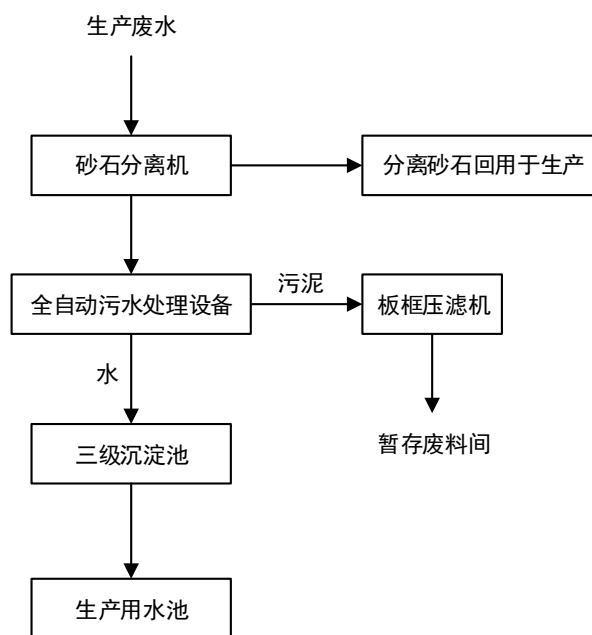 生产废水
砂石分离机
分离砂石回用于生产
污泥
全自动污水处理设备
板框压滤机
水
三级沉淀池
暂存废料间
生产用水池